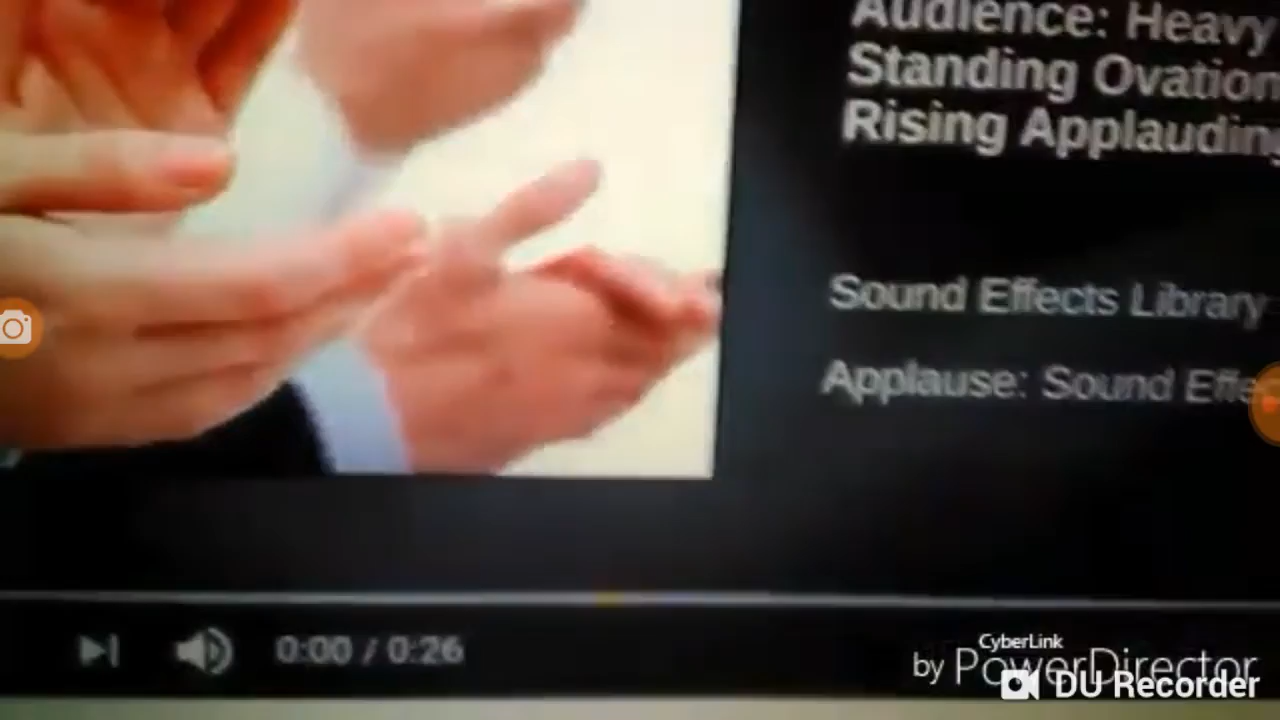 Audience: Heavy
Standing Ovation
Rising Applauding
Sound Effects Library
Applause: Sound Effe
0:00 / 0:26
CyberLink
by PowerDirector
DU Recorder